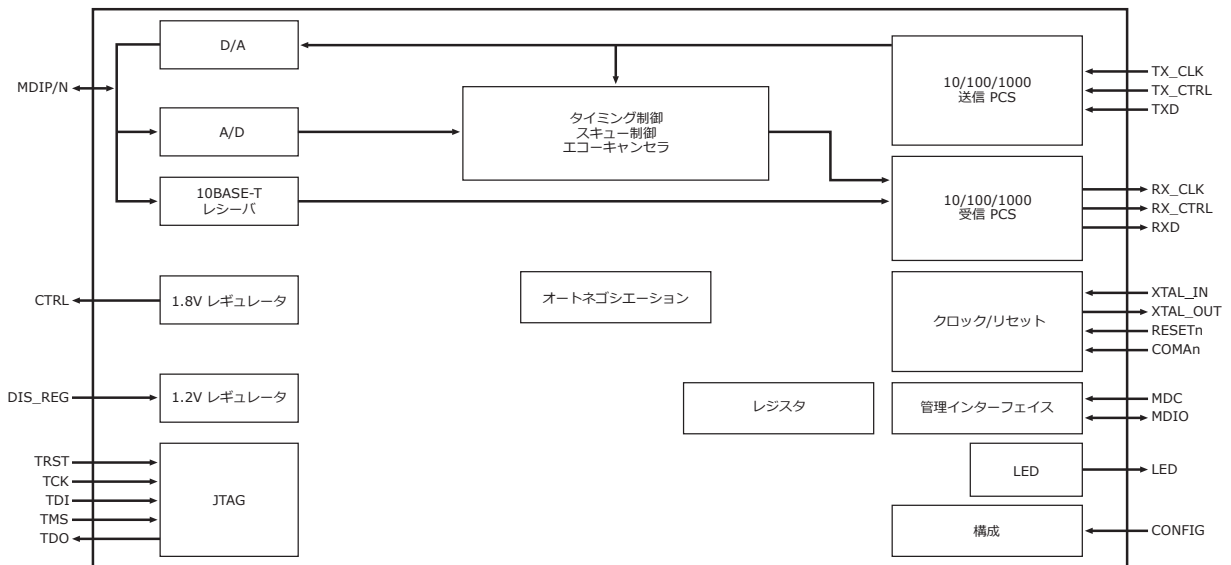 D/A
MDIP/N
A/D
10BASE-T
レシーバ
タイミング制御
スキュー制御
エコーキャンセラ
10/100/1000
送信 PCS
TX_CLK
TX_CTRL
TXD
10/100/1000
受信 PCS
RX_CLK
RX_CTRL
RXD
CTRL
1.8V レギュレータ
オートネゴシエーション
クロック/リセット
XTAL_IN
XTAL_OUT
RESETn
COMAn
DIS_REG
1.2V レギュレータ
レジスタ
管理インターフェイス
MDC
MDIO
TRST
TCK
TDI
TMS
TDO
JTAG
LED
LED
構成
CONFIG